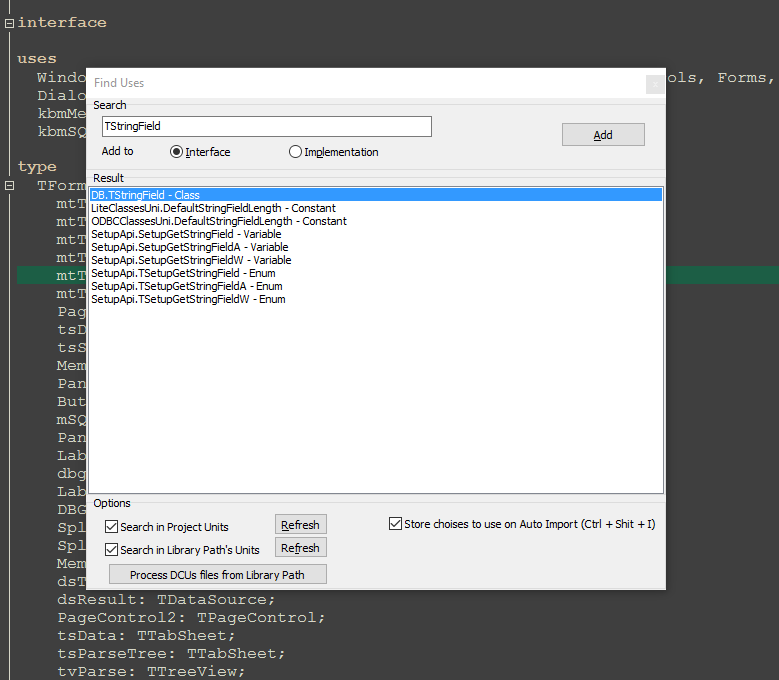 interface
uses
Windo
ols, Forms,
Dialo
kbmMe
kbmSQ
type
TForm
mtT
mtT
mtT
mtT
mtT
mtT
Pag
tsD
tsS
Mem
Pan
But
mSQ
Pan
Lab
dbg
Lab
DBG
Spl
Spl
Mem
dsT
dsResult: TDataSource;
PageControl2: TPageControl;
tsData: TTabSheet;
tsParseTree: TTabSheet;
tvParse: TTreeView;
Find Uses
Search
TStringField
Add
Add to
Interface
Implementation
Result
DB.TStringField - Class
LiteClassesUni.DefaultStringFieldLength - Constant
ODBCClassesUni.DefaultStringFieldLength - Constant
SetupApi.SetupGetStringField - Variable
SetupApi.SetupGetStringFieldA - Variable
SetupApi.SetupGetStringFieldW - Variable
SetupApi.TSetupGetStringField - Enum
SetupApi.TSetupGetStringFieldA - Enum
SetupApi.TSetupGetStringFieldW - Enum
Options
Search in Project Units
Refresh
Store choises to use on Auto Import (Ctrl + Shit + I)
Search in Library Path's Units
Refresh
Process DCUs files from Library Path